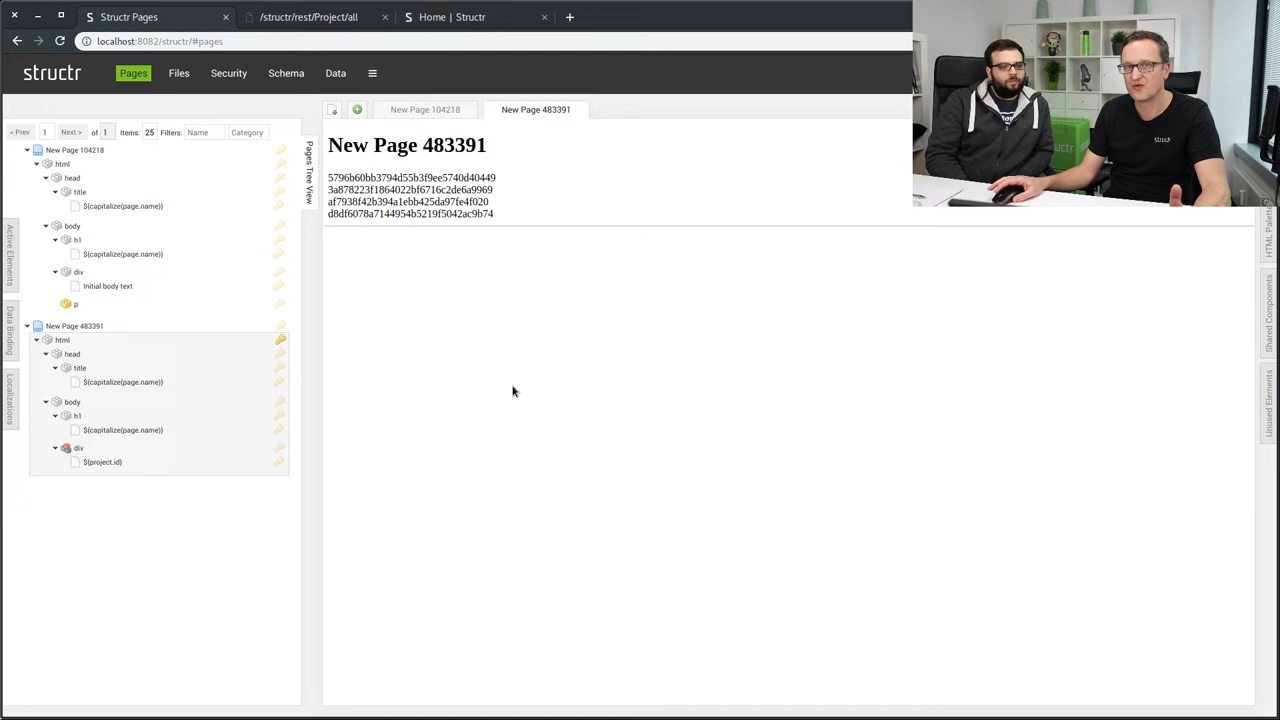 Structr Pages
/structr/rest/Project/all
Home | Structr
localhost:8082/structr/#pages
structr
Pages
Files
Security
Schema
Data
< Prev
1
Next >
of
1
Items:
25
Filters:
Name
Category
New Page 104218
html
head
title
${capitalize(page.name)}
body
h1
${capitalize(page.name)}
div
Initial body text
p
New Page 483391
html
head
title
${capitalize(page.name)}
body
h1
${capitalize(page.name)}
div
${project.id}
Active Elements
Data Binding
Localizations
Pages Tree View
New Page 104218
New Page 483391
New Page 483391
5796b60bb3794d55b3f9ee5740d40449
3a878223f1864022bf6716c2de6a9969
af7938f42b394a1ebb425da97fe4f020
d8df6078a7144954b5219f5042ac9b74
HTML Palette
Shared Components
Unused Elements
structr
structr